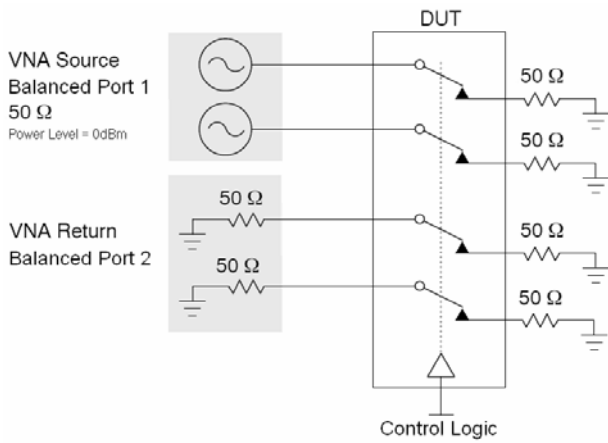 DUT
VNA Source
Balanced Port 1
50 Ω
Power Level = 0dBm
50 Ω
50 Ω
VNA Return
Balanced Port 2
50 Ω
50 Ω
50 Ω
50 Ω
Control Logic